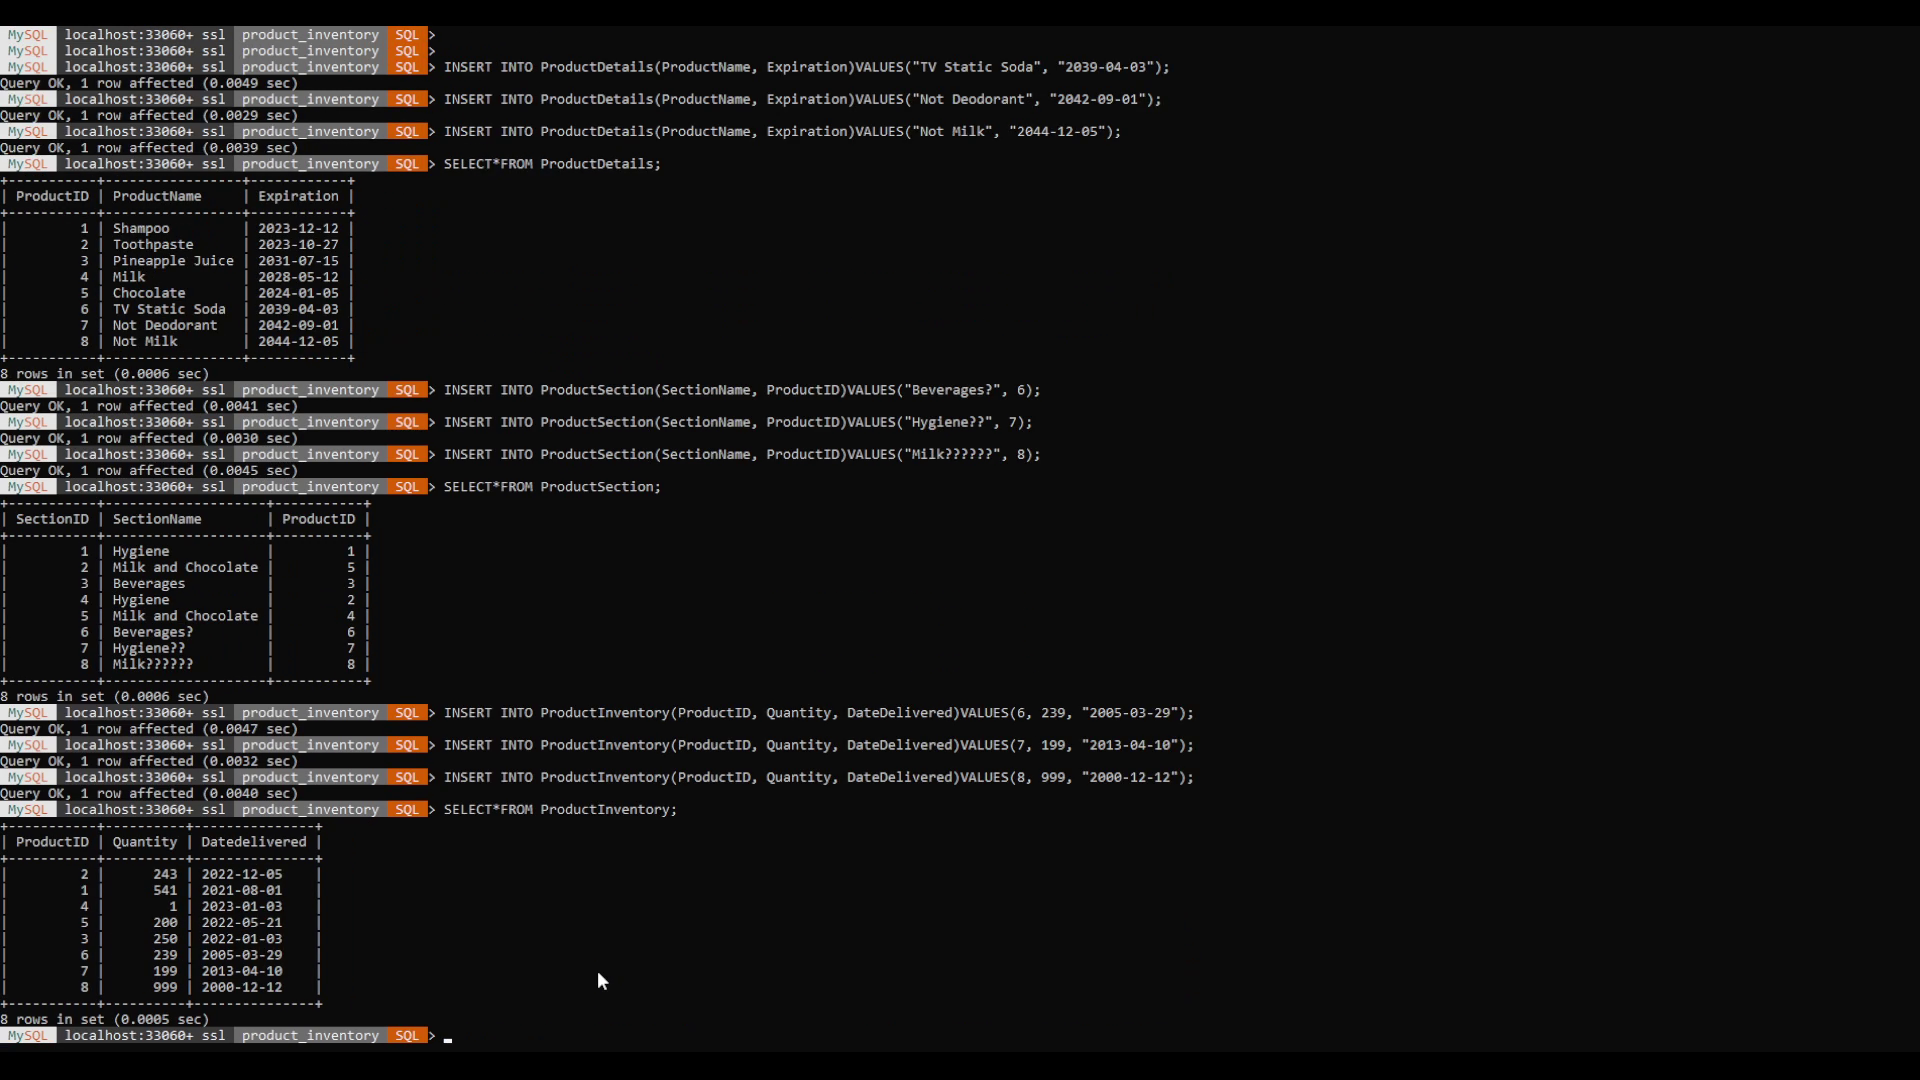 MySQL localhost:33060+ ssl product_inventory SQL >
MySQL localhost:33060+ ssl product_inventory SQL >
MySQL localhost:33060+ ssl product_inventory SQL > INSERT INTO ProductDetails(ProductName, Expiration)VALUES("TV Static Soda", "2039-04-03");
Query OK, 1 row affected (0.0049 sec)
MySQL localhost:33060+ ssl product_inventory SQL > INSERT INTO ProductDetails(ProductName, Expiration)VALUES("Not Deodorant", "2042-09-01");
Query OK, 1 row affected (0.0029 sec)
MySQL localhost:33060+ ssl product_inventory SQL > INSERT INTO ProductDetails(ProductName, Expiration)VALUES("Not Milk", "2044-12-05");
Query OK, 1 row affected (0.0039 sec)
MySQL localhost:33060+ ssl product_inventory SQL > SELECT*FROM ProductDetails;
+-----------+-----------------+------------+
| ProductID | ProductName     | Expiration |
+-----------+-----------------+------------+
|         1 | Shampoo         | 2023-12-12 |
|         2 | Toothpaste      | 2023-10-27 |
|         3 | Pineapple Juice | 2031-07-15 |
|         4 | Milk            | 2028-05-12 |
|         5 | Chocolate       | 2024-01-05 |
|         6 | TV Static Soda  | 2039-04-03 |
|         7 | Not Deodorant   | 2042-09-01 |
|         8 | Not Milk        | 2044-12-05 |
+-----------+-----------------+------------+
8 rows in set (0.0006 sec)
MySQL localhost:33060+ ssl product_inventory SQL > INSERT INTO ProductSection(SectionName, ProductID)VALUES("Beverages?", 6);
Query OK, 1 row affected (0.0041 sec)
MySQL localhost:33060+ ssl product_inventory SQL > INSERT INTO ProductSection(SectionName, ProductID)VALUES("Hygiene??", 7);
Query OK, 1 row affected (0.0030 sec)
MySQL localhost:33060+ ssl product_inventory SQL > INSERT INTO ProductSection(SectionName, ProductID)VALUES("Milk??????", 8);
Query OK, 1 row affected (0.0045 sec)
MySQL localhost:33060+ ssl product_inventory SQL > SELECT*FROM ProductSection;
+-----------+--------------------+-----------+
| SectionID | SectionName        | ProductID |
+-----------+--------------------+-----------+
|         1 | Hygiene            |         1 |
|         2 | Milk and Chocolate |         5 |
|         3 | Beverages          |         3 |
|         4 | Hygiene            |         2 |
|         5 | Milk and Chocolate |         4 |
|         6 | Beverages?         |         6 |
|         7 | Hygiene??          |         7 |
|         8 | Milk??????         |         8 |
+-----------+--------------------+-----------+
8 rows in set (0.0006 sec)
MySQL localhost:33060+ ssl product_inventory SQL > INSERT INTO ProductInventory(ProductID, Quantity, DateDelivered)VALUES(6, 239, "2005-03-29");
Query OK, 1 row affected (0.0047 sec)
MySQL localhost:33060+ ssl product_inventory SQL > INSERT INTO ProductInventory(ProductID, Quantity, DateDelivered)VALUES(7, 199, "2013-04-10");
Query OK, 1 row affected (0.0032 sec)
MySQL localhost:33060+ ssl product_inventory SQL > INSERT INTO ProductInventory(ProductID, Quantity, DateDelivered)VALUES(8, 999, "2000-12-12");
Query OK, 1 row affected (0.0040 sec)
MySQL localhost:33060+ ssl product_inventory SQL > SELECT*FROM ProductInventory;
+-----------+----------+---------------+
| ProductID | Quantity | Datedelivered |
+-----------+----------+---------------+
|         2 |      243 | 2022-12-05    |
|         1 |      541 | 2021-08-01    |
|         4 |        1 | 2023-01-03    |
|         5 |      200 | 2022-05-21    |
|         3 |      250 | 2022-01-03    |
|         6 |      239 | 2005-03-29    |
|         7 |      199 | 2013-04-10    |
|         8 |      999 | 2000-12-12    |
+-----------+----------+---------------+
8 rows in set (0.0005 sec)
MySQL localhost:33060+ ssl product_inventory SQL > _